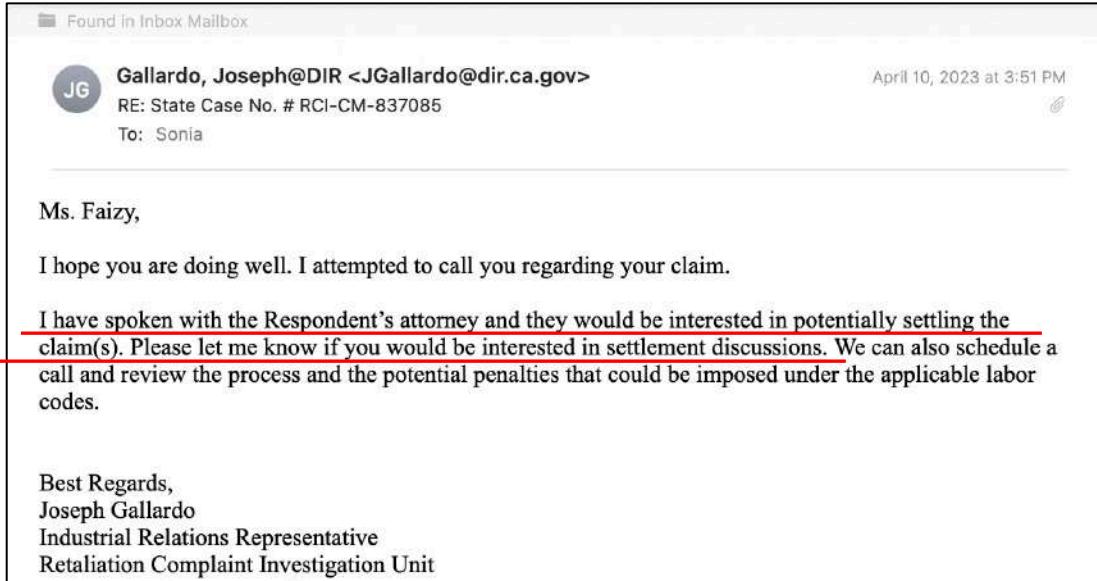 Found in Inbox Mailbox
JG
Gallardo, Joseph@DIR <JGallardo@dir.ca.gov>
April 10, 2023 at 3:51 PM
RE: State Case No. # RCI-CM-837085
To: Sonia
Ms. Faizy,
I hope you are doing well. I attempted to call you regarding your claim.
I have spoken with the Respondent’s attorney and they would be interested in potentially settling the
claim(s). Please let me know if you would be interested in settlement discussions. We can also schedule a
call and review the process and the potential penalties that could be imposed under the applicable labor
codes.
Best Regards,
Joseph Gallardo
Industrial Relations Representative
Retaliation Complaint Investigation Unit